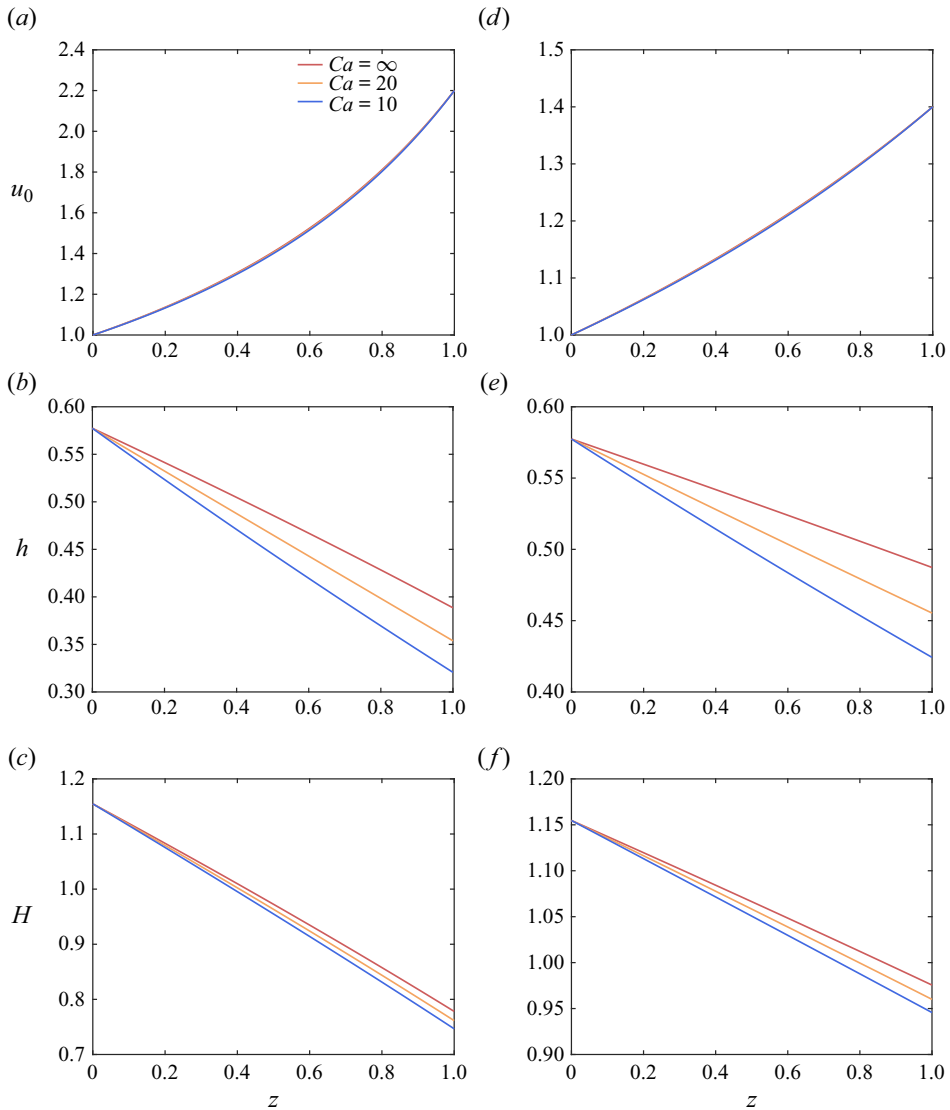 (a)
2.4
2.2
2.0
1.8
1.6
1.4
1.2
1.0
u0
Ca = ∞
Ca = 20
Ca = 10
0 0.2 0.4 0.6 0.8 1.0
(d)
1.5
1.4
1.3
1.2
1.1
1.0
0 0.2 0.4 0.6 0.8 1.0
(b)
0.60
0.55
0.50
0.45
0.40
0.35
0.30
h
0 0.2 0.4 0.6 0.8 1.0
(e)
0.60
0.55
0.50
0.45
0.40
0 0.2 0.4 0.6 0.8 1.0
(c)
1.2
1.1
1.0
0.9
0.8
0.7
H
0 0.2 0.4 0.6 0.8 1.0
z
(f)
1.20
1.15
1.10
1.05
1.00
0.95
0.90
0 0.2 0.4 0.6 0.8 1.0
z